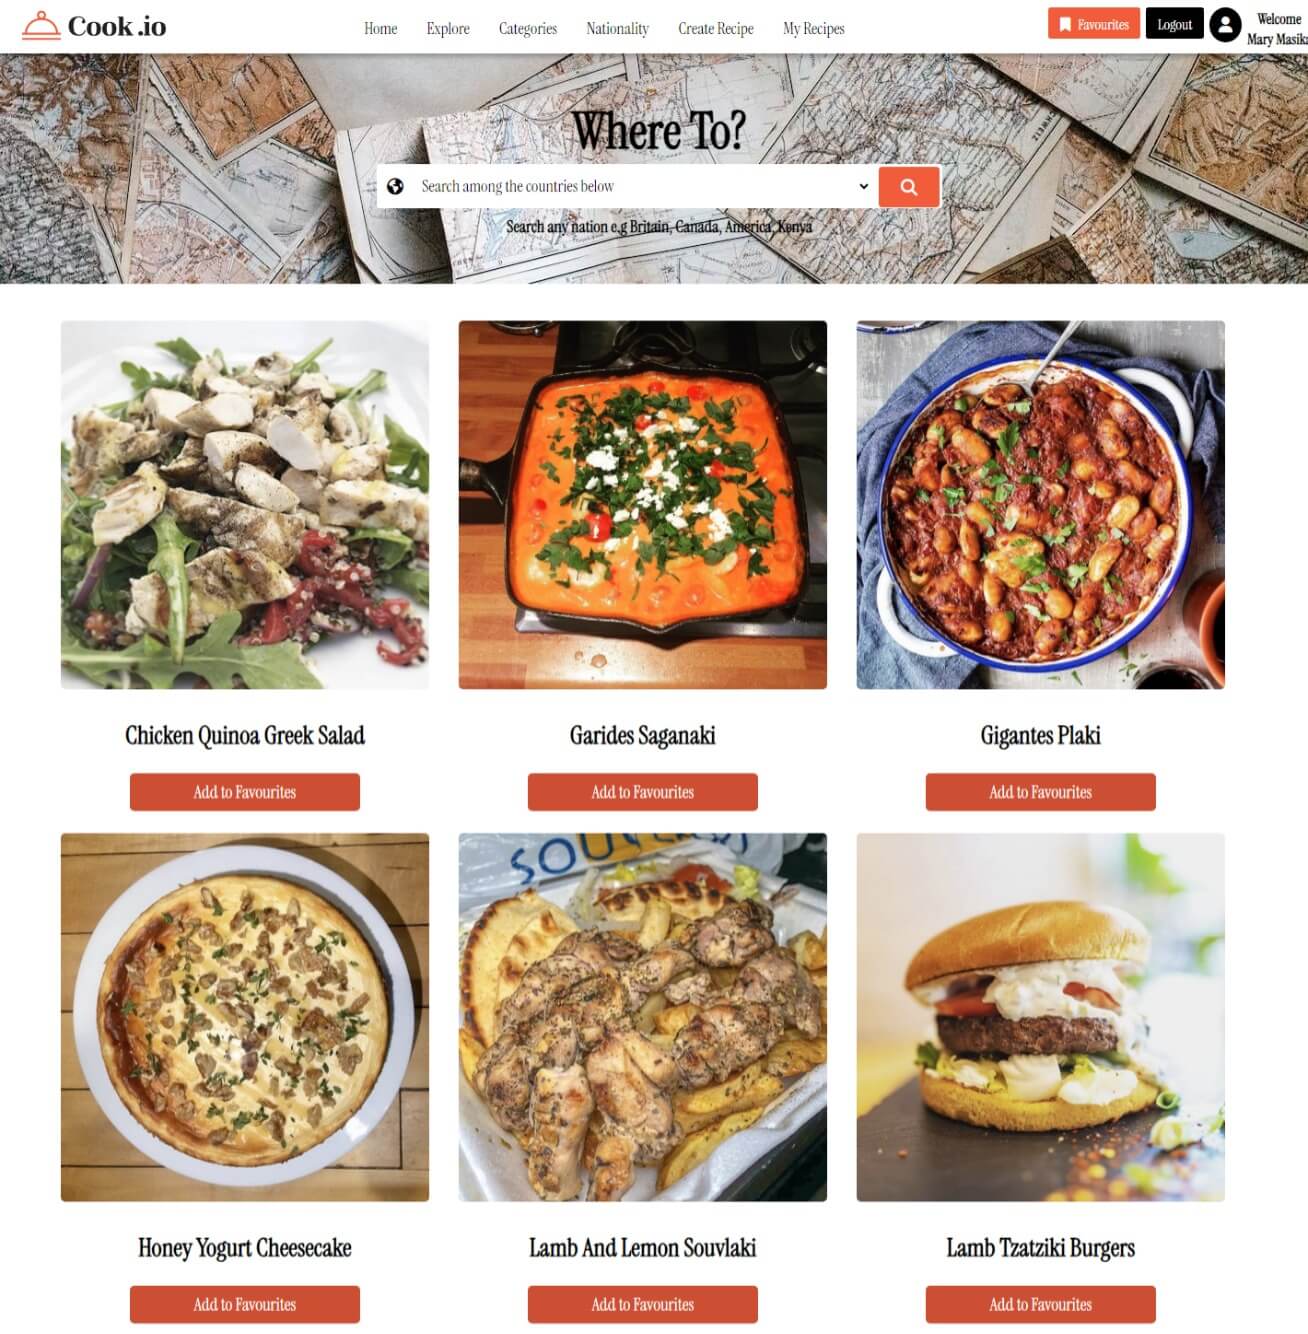 Cook.io
Home Explore Categories Nationality Create Recipe My Recipes
Favourites Logout Welcome
Mary Masika
Where To?
Search among the countries below
Search any nation e.g Britain, Canada, America, Kenya
Chicken Quinoa Greek Salad
Garides Saganaki
Gigantes Plaki
Add to Favourites
Add to Favourites
Add to Favourites
Honey Yogurt Cheesecake
Lamb And Lemon Souvlaki
Lamb Tzatziki Burgers
Add to Favourites
Add to Favourites
Add to Favourites